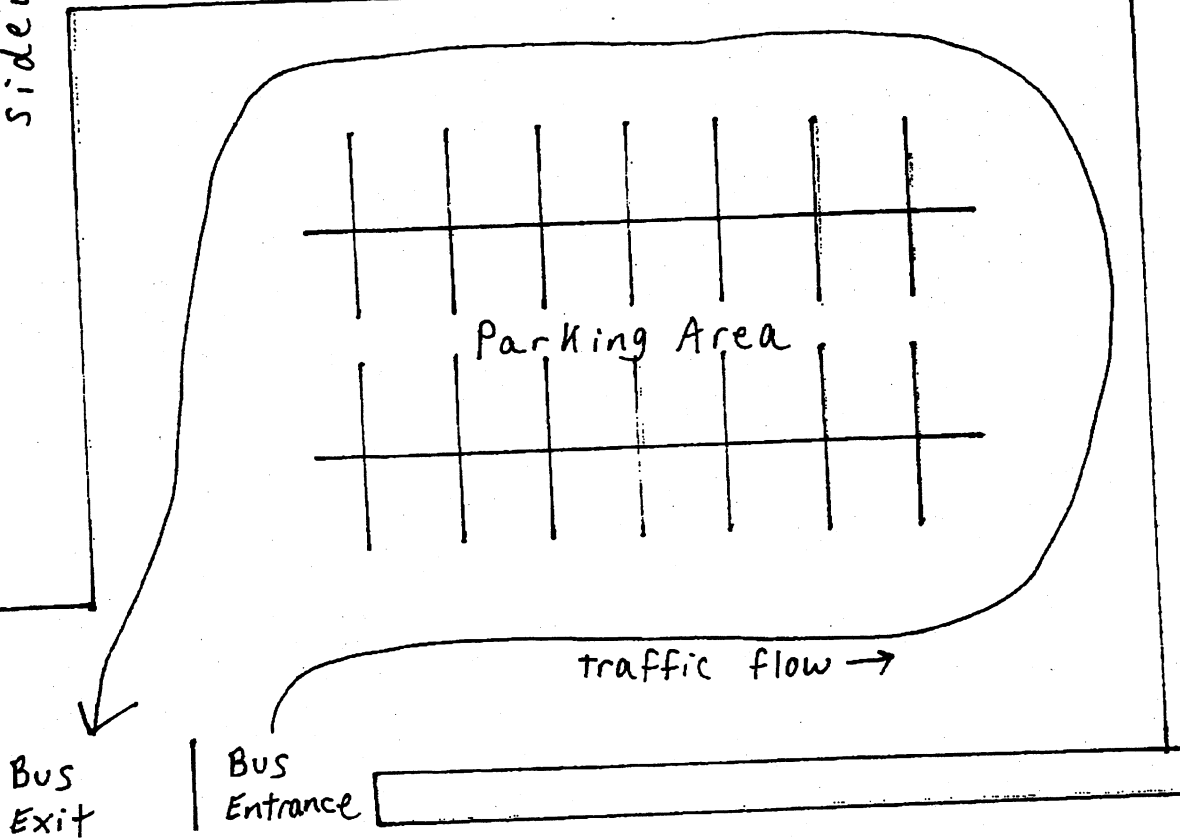 Parking Area
traffic flow →
Bus
Exit
Bus
Entrance